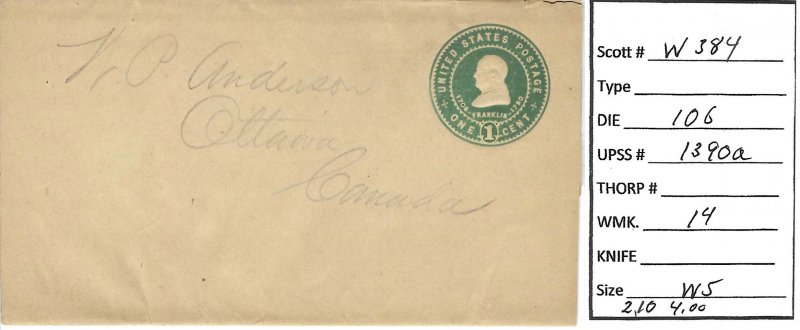 W. P. Anderson
Ottawa
Canada
UNITED STATES POSTAGE
1706 - FRANKLIN - 1790
ONE 1 CENT
Scott # W 384
Type
DIE 106
UPSS # 1390a
THORP #
WMK. 14
KNIFE
Size W5
2.10 4.00